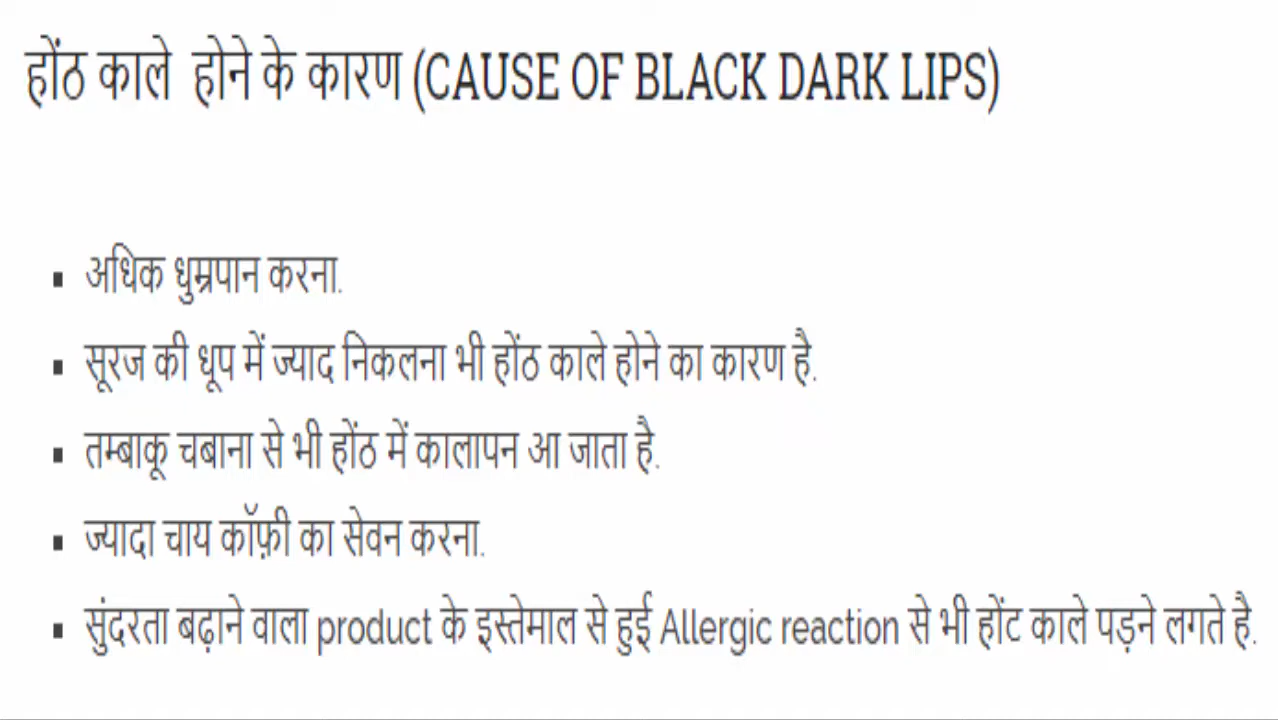 होंठ काले होने के कारण (CAUSE OF BLACK DARK LIPS)
▪ अधिक धुम्रपान करना.
▪ सूरज की धूप में ज्याद निकलना भी होंठ काले होने का कारण है.
▪ तम्बाकू चबाना से भी होंठ में कालापन आ जाता है.
▪ ज्यादा चाय कॉफ़ी का सेवन करना.
▪ सुंदरता बढ़ाने वाला product के इस्तेमाल से हुई Allergic reaction से भी होंट काले पड़ने लगते है.